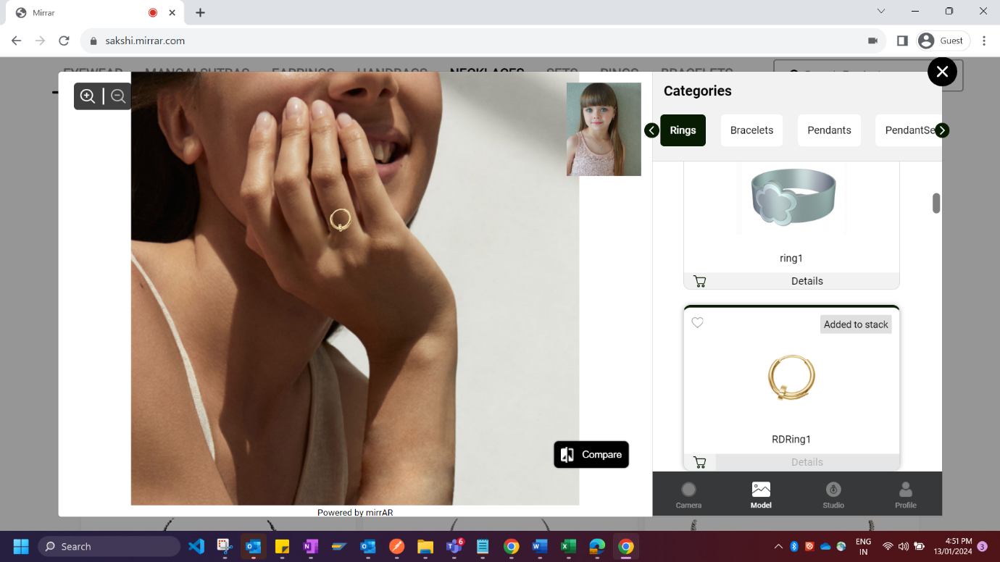 Mirrar
sakshi.mirrar.com
Guest
EYEWEAR MANGALSUTRAS EARRINGS HANDBAGS NECKLACES SETS RINGS BRACELETS
Categories
Rings Bracelets Pendants PendantSe
ring1
Details
Added to stack
RDRing1
Details
Compare
Camera Model Studio Profile
Powered by mirrAR
Search
6
ENG
IN
4:51 PM
13/01/2024
3